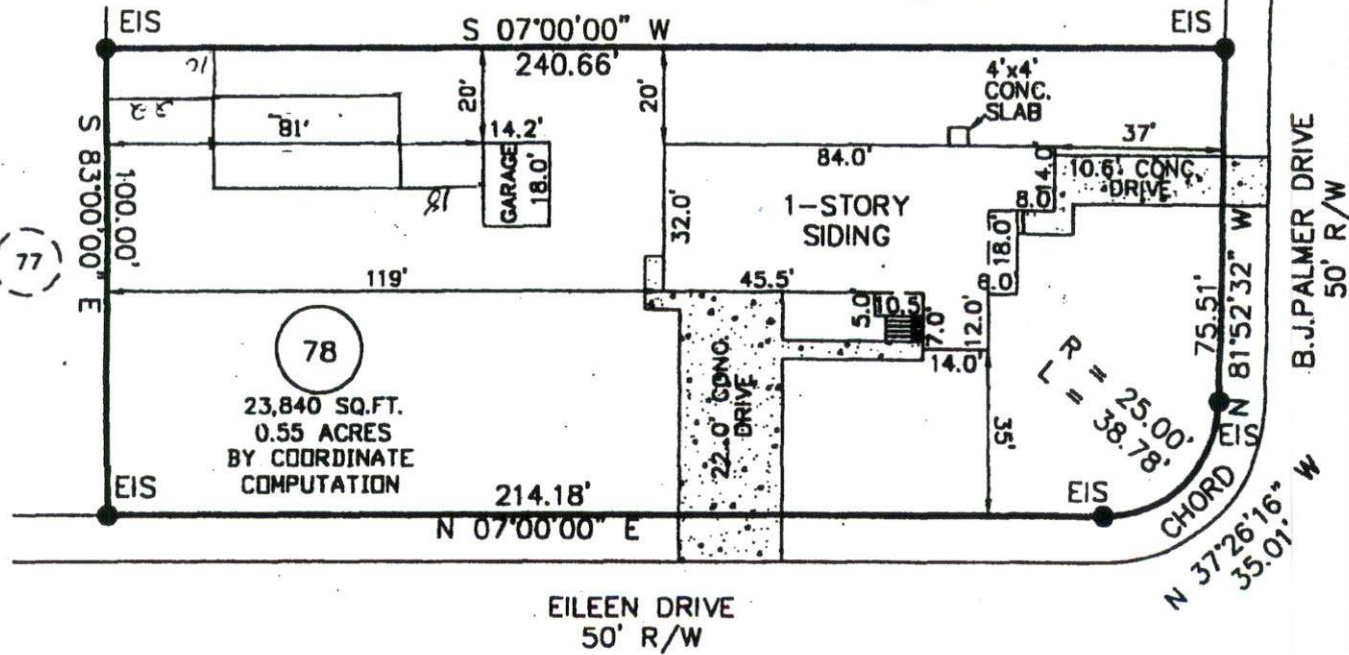 EIS
S 07°00'00" W
240.66'
EIS
10
32
20'
20'
4'x4'
CONC.
SLAB
81'
14.2'
84.0'
37'
S 83°00'00" E
100.00'
18
GARAGE
18.0'
32.0'
1-STORY
SIDING
14.0'
10.6' CONC.
DRIVE
8.0'
18.0'
6.0'
B.J.PALMER DRIVE
50' R/W
77
119'
45.5'
5.0'
10.5'
7.0'
12.0'
14.0'
75.51'
N 81°52'32" W
78
23,840 SQ.FT.
0.55 ACRES
BY COORDINATE
COMPUTATION
22.0' CONC.
DRIVE
35'
R = 25.00'
L = 38.78'
EIS
EIS
214.18'
N 07°00'00" E
EIS
CHORD
N 37°26'16" W
35.01'
EILEEN DRIVE
50' R/W